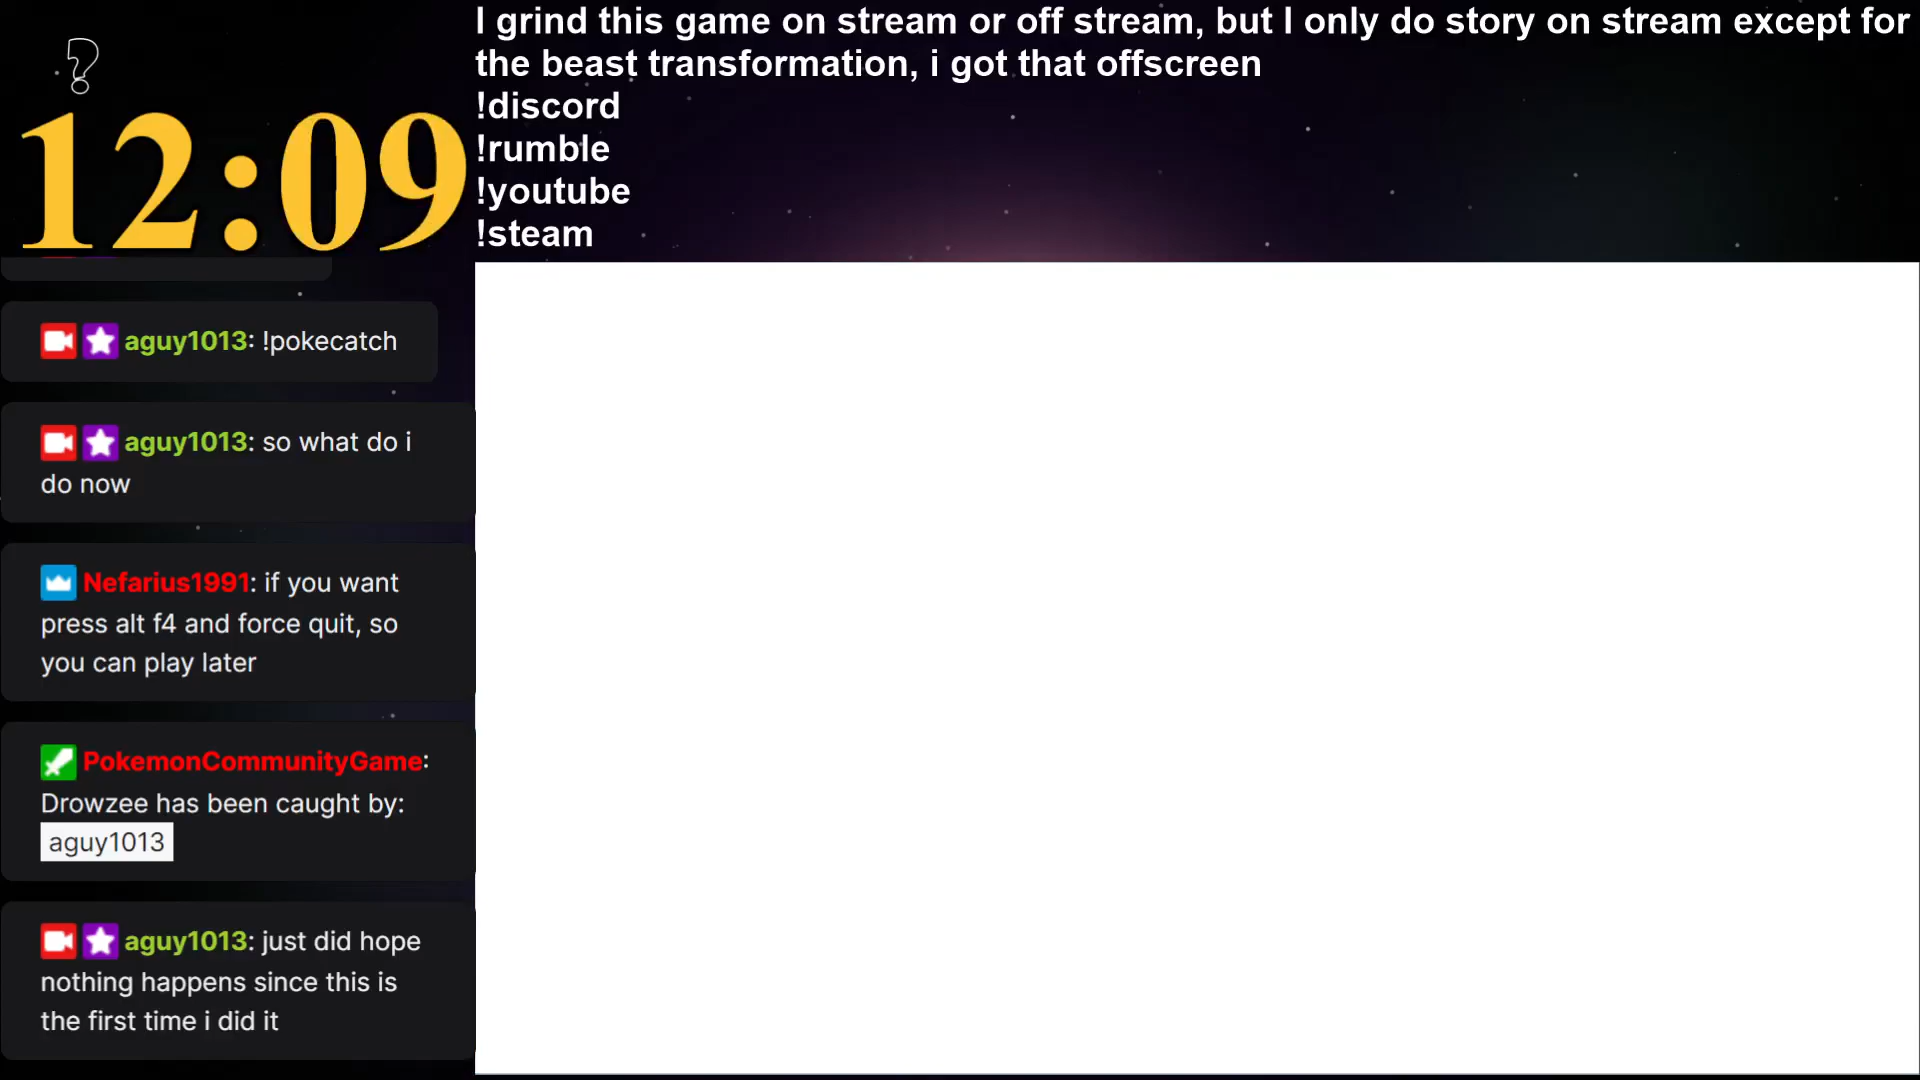 I grind this game on stream or off stream, but I only do story on stream except for
the beast transformation, i got that offscreen
!discord
!rumble
!youtube
!steam
?
12:09
aguy1013: !pokecatch
aguy1013: so what do i
do now
Nefarius1991: if you want
press alt f4 and force quit, so
you can play later
PokemonCommunityGame:
Drowzee has been caught by:
aguy1013
aguy1013: just did hope
nothing happens since this is
the first time i did it